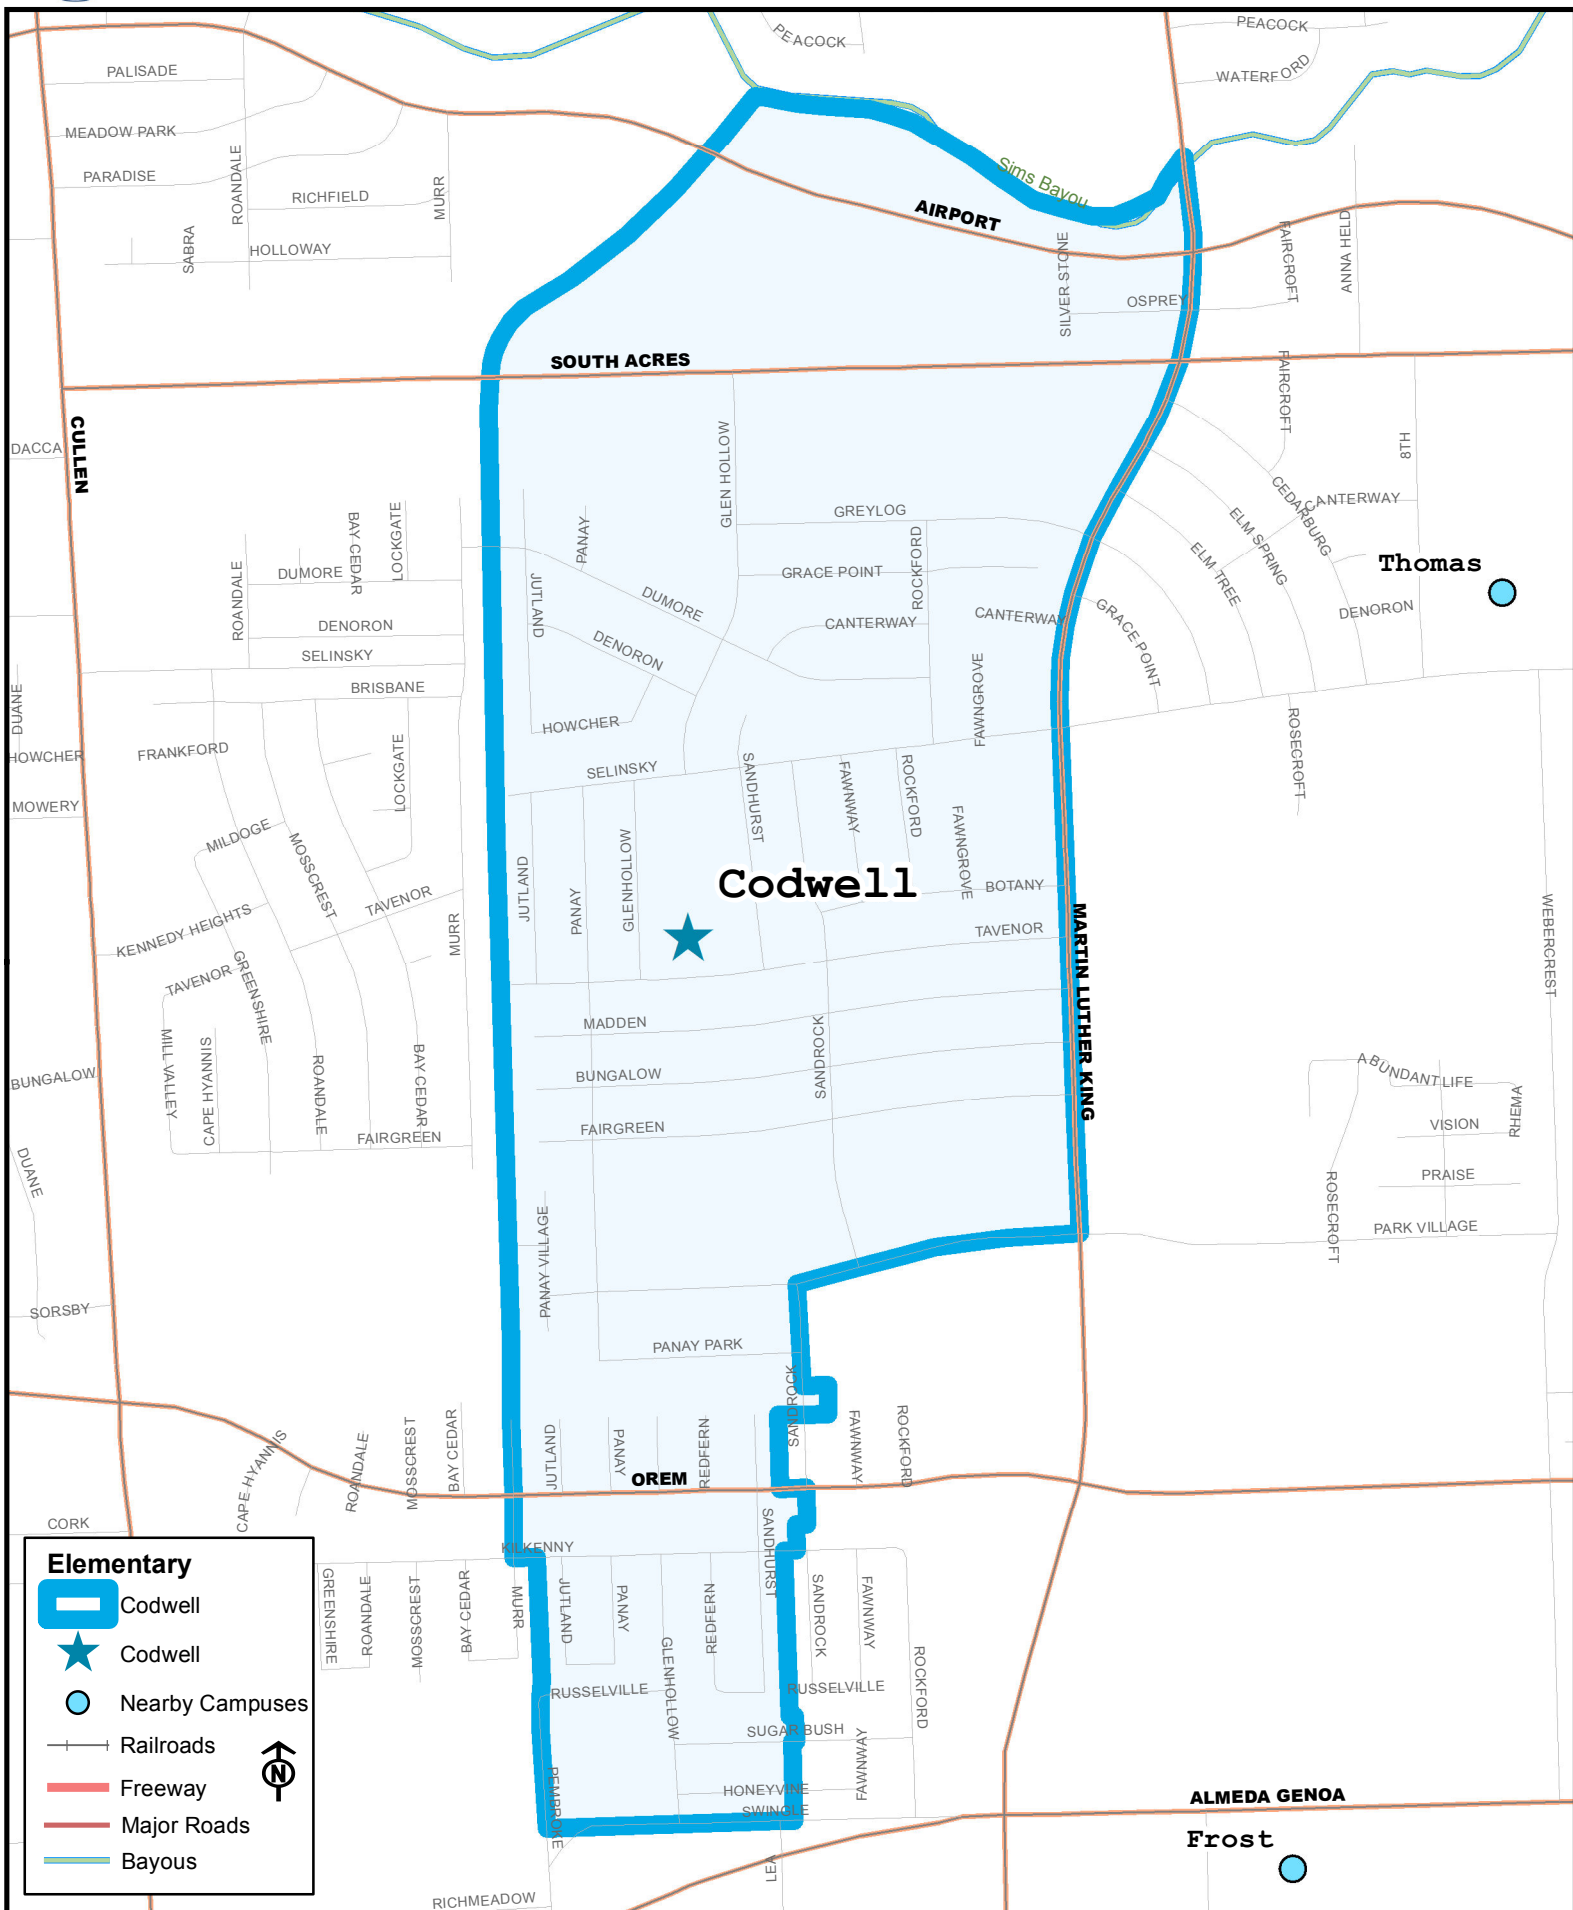 PEACOCK
PEACOCK
PALISADE
WATERFORD
MEADOW PARK
PARADISE
ROANDALE
RICHFIELD
MURR
Sims Bayou
AIRPORT
SABRA
HOLLOWAY
SILVER STONE
FAIRCROFT
ANNA HELD
OSPREY
SOUTH ACRES
CULLEN
DACCA
GLEN HOLLOW
FAIRCROFT
8TH
BAY CEDAR
LOCKGATE
PANAY
GREYLOG
CEDARBURG
CANTERWAY
ELM SPRING
ELM TREE
Thomas
ROANDALE
DUMORE
JUTLAND
GRACE POINT
ROCKFORD
DUMORE
CANTERWAY
CANTERWAY
GRACE POINT
DENORON
DENORON
DENORON
SELINSKY
BRISBANE
DUANE
HOWCHER
FAWNGROVE
ROSECROFT
HOWCHER
FRANKFORD
LOCKGATE
SELINSKY
SANDHURST
FAWNWAY
ROCKFORD
MOWERY
MILDOGE
MOSSCREST
JUTLAND
PANAY
GLENHOLLOW
FAWNGROVE
Codwell
BOTANY
TAVENOR
KENNEDY HEIGHTS
MURR
TAVENOR
MARTIN LUTHER KING
WEBERCREST
TAVENOR
GREENSHIRE
MADDEN
SANDROCK
MILL VALLEY
CAPE HYANNIS
ROANDALE
BAY CEDAR
BUNGALOW
BUNGALOW
ABUNDANT LIFE
RHEMA
VISION
FAIRGREEN
FAIRGREEN
DUANE
PRAISE
ROSECROFT
PARK VILLAGE
PANAY VILLAGE
SORSBY
PANAY PARK
SANDROCK
CAPE HYANNIS
ROANDALE
MOSSCREST
BAY CEDAR
JUTLAND
PANAY
REDFERN
FAWNWAY
ROCKFORD
OREM
CORK
KILKENNY
SANDHURST
GREENSHIRE
ROANDALE
MOSSCREST
BAY CEDAR
MURR
JUTLAND
PANAY
REDFERN
SANDROCK
FAWNWAY
GLENHOLLOW
ROCKFORD
RUSSELVILLE
RUSSELVILLE
SUGAR BUSH
FAWNWAY
PEMBROKE
HONEYVINE
SWINGLE
ALMEDA GENOA
Frost
LEA
RICHMEADOW
Elementary
Codwell
Codwell
Nearby Campuses
Railroads
N
Freeway
Major Roads
Bayous